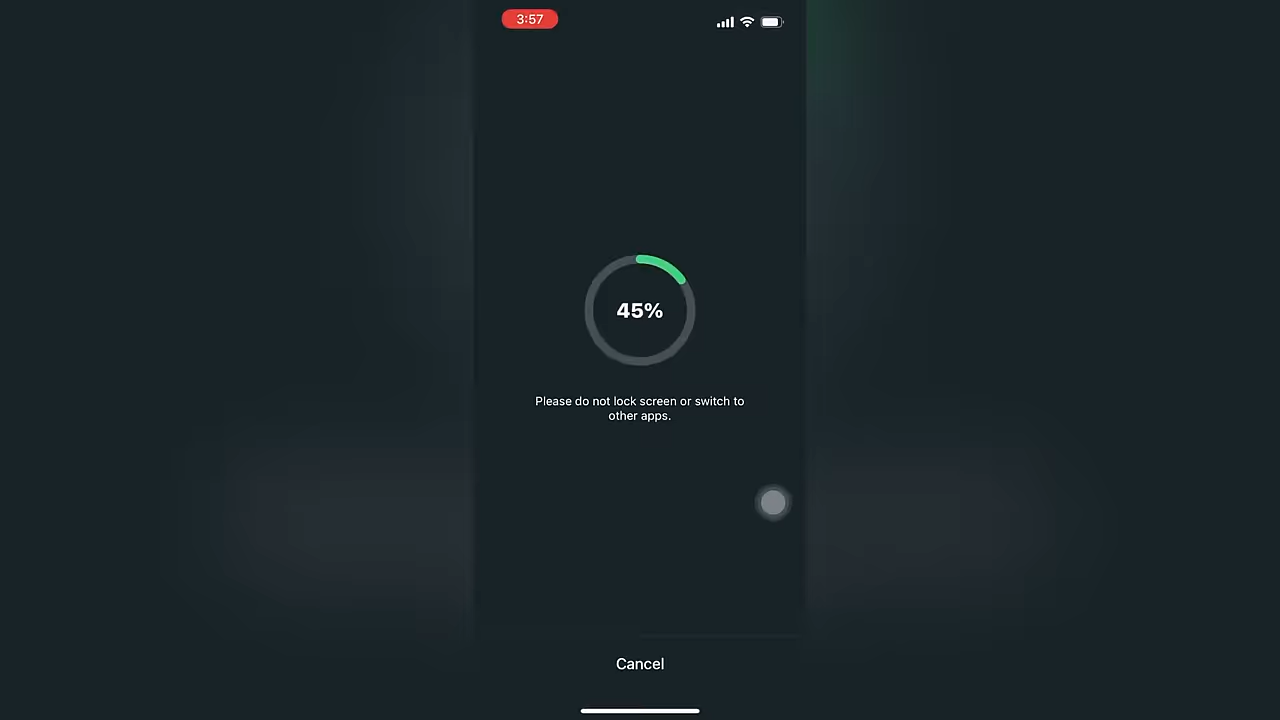 3:57
45%
Please do not lock screen or switch to
other apps.
Cancel